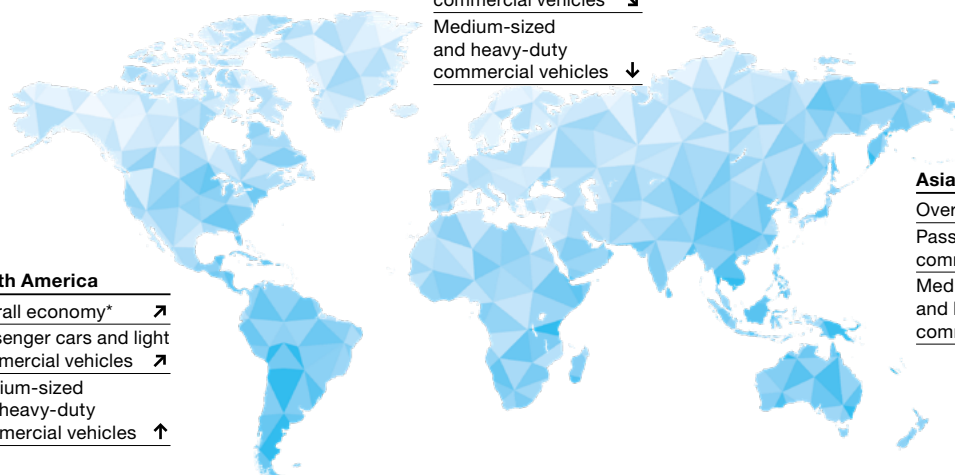 commercial vehicles ↘
Medium-sized
and heavy-duty
commercial vehicles ↓
th America
rall economy* ↗
senger cars and light
mercial vehicles ↗
ium-sized
heavy-duty
mercial vehicles ↑
Asia
Over
Pass
comm
Med
and
comm